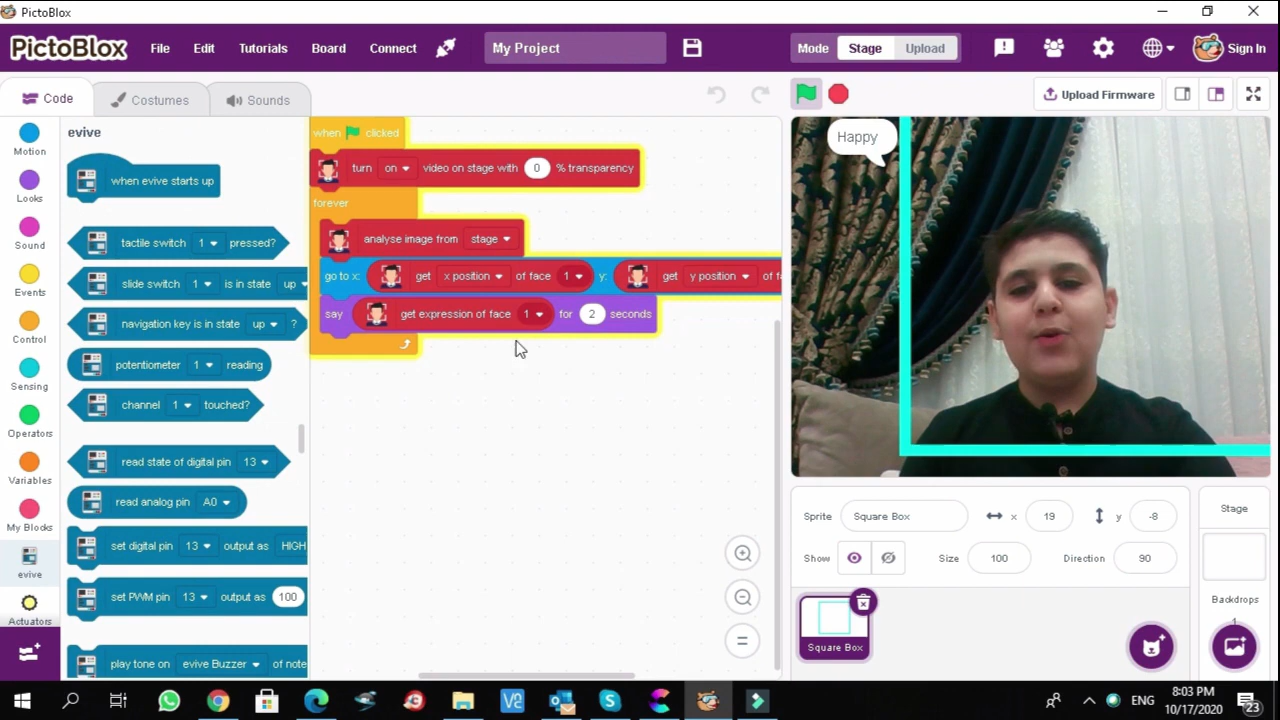 PictoBlox
PictoBlox File Edit Tutorials Board Connect My Project Mode Stage Upload Sign In
Code Costumes Sounds Upload Firmware
Motion
Looks
Sound
Events
Control
Sensing
Operators
Variables
My Blocks
evive
Actuators
evive
when evive starts up
tactile switch 1 pressed?
slide switch 1 is in state up
navigation key is in state up ?
potentiometer 1 reading
channel 1 touched?
read state of digital pin 13
read analog pin A0
set digital pin 13 output as HIGH
set PWM pin 13 output as 100
play tone on evive Buzzer of note
when clicked
turn on video on stage with 0 % transparency
forever
analyse image from stage
go to x: get x position of face 1 y: get y position of fa
say get expression of face 1 for 2 seconds
Happy
Sprite Square Box x 19 y -8
Show Size 100 Direction 90
Square Box
Stage
Backdrops
1
ENG
8:03 PM
10/17/2020
23